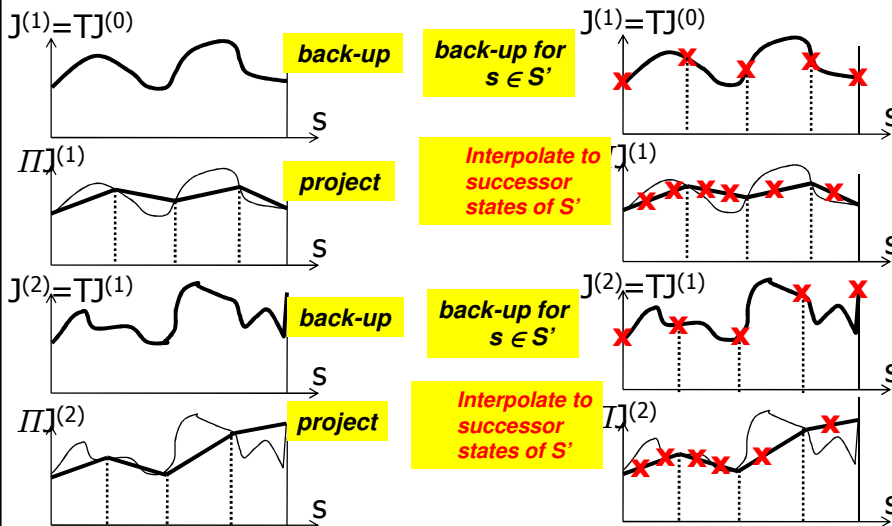 J⁽¹⁾=TJ⁽⁰⁾
back-up
S
ΠJ⁽¹⁾
project
S
J⁽²⁾=TJ⁽¹⁾
back-up
S
ΠJ⁽²⁾
project
S
back-up for
s ∈ S'
J⁽¹⁾=TJ⁽⁰⁾
S
Interpolate to
successor
states of S'
J⁽¹⁾
S
back-up for
s ∈ S'
J⁽²⁾=TJ⁽¹⁾
S
Interpolate to
successor
states of S'
J⁽²⁾
S